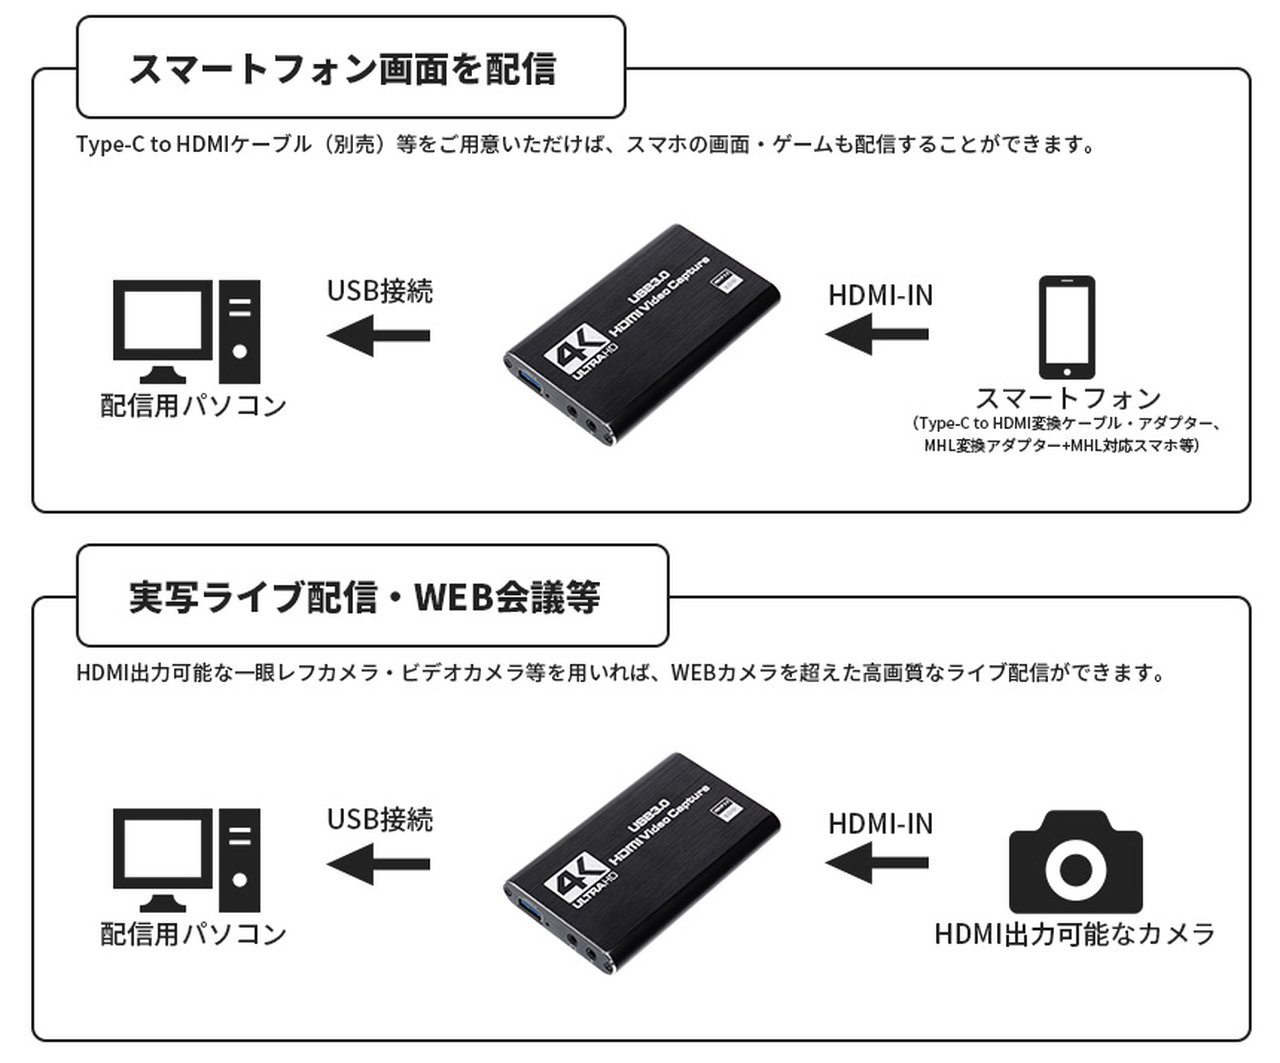 スマートフォン画面を配信
Type-C to HDMIケーブル（別売）等をご用意いただけば、スマホの画面・ゲームも配信することができます。
USB接続
配信用パソコン
USB3.0
HDMI Video Capture
4K
ULTRA HD
HDMI-IN
スマートフォン
（Type-C to HDMI変換ケーブル・アダプター、
MHL変換アダプター+MHL対応スマホ等）
実写ライブ配信・WEB会議等
HDMI出力可能な一眼レフカメラ・ビデオカメラ等を用いれば、WEBカメラを超えた高画質なライブ配信ができます。
USB接続
配信用パソコン
USB3.0
HDMI Video Capture
4K
ULTRA HD
HDMI-IN
HDMI出力可能なカメラ